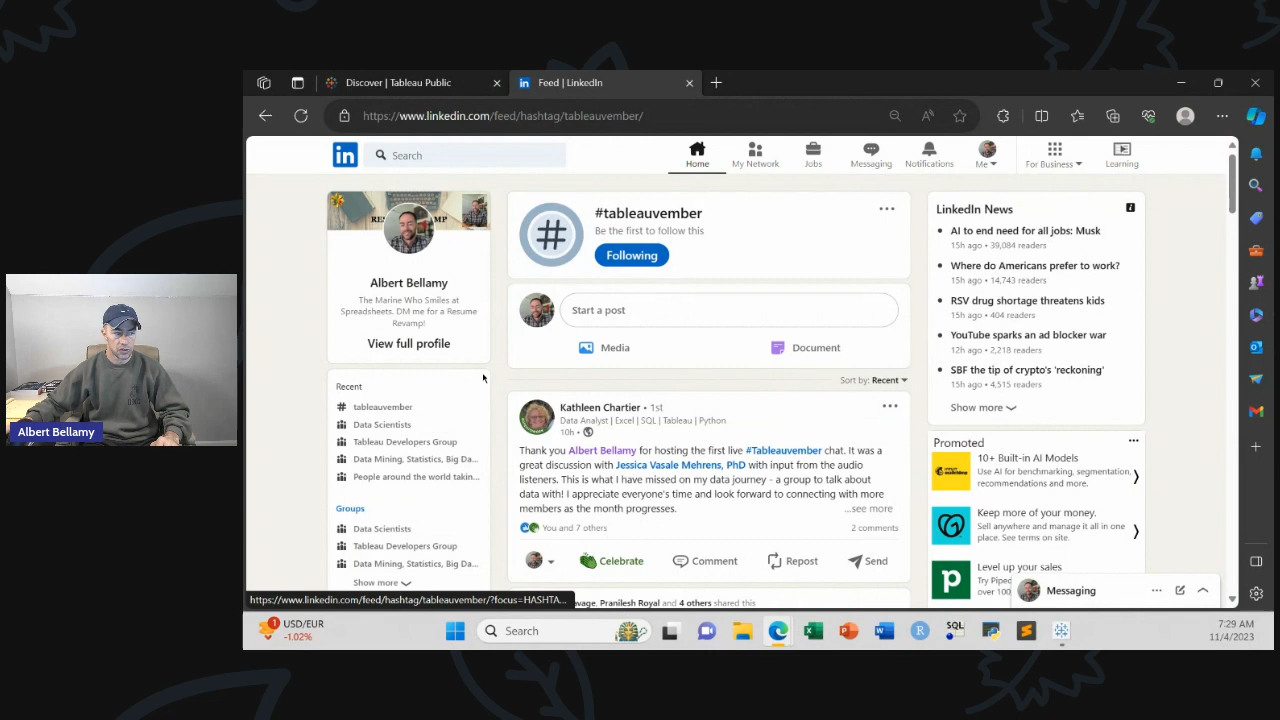 Discover | Tableau Public
Feed | LinkedIn
https://www.linkedin.com/feed/hashtag/tableauvember/
in
Search
Home
My Network
Jobs
Messaging
Notifications
Me
For Business
Learning
Albert Bellamy
The Marine Who Smiles at
Spreadsheets. DM me for a Resume
Revamp!
View full profile
Recent
# tableauvember
Data Scientists
Tableau Developers Group
Data Mining, Statistics, Big Da...
People around the world takin...
Groups
Data Scientists
Tableau Developers Group
Data Mining, Statistics, Big Da...
Show more
https://www.linkedin.com/feed/hashtag/tableauvember/?focus=HASHTA...
#
#tableauvember
Be the first to follow this
Following
Start a post
Media
Document
Sort by: Recent
Kathleen Chartier • 1st
Data Analyst | Excel | SQL | Tableau | Python
10h •
Thank you Albert Bellamy for hosting the first live #Tableauvember chat. It was a
great discussion with Jessica Vasale Mehrens, PhD with input from the audio
listeners. This is what I have missed on my data journey - a group to talk about
data with! I appreciate everyone's time and look forward to connecting with more
members as the month progresses.
...see more
You and 7 others
2 comments
Celebrate
Comment
Repost
Send
Pranilesh Royal and 4 others shared this
LinkedIn News
AI to end need for all jobs: Musk
15h ago • 39,084 readers
Where do Americans prefer to work?
15h ago • 14,743 readers
RSV drug shortage threatens kids
15h ago • 404 readers
YouTube sparks an ad blocker war
12h ago • 2,218 readers
SBF the tip of crypto's 'reckoning'
15h ago • 4,515 readers
Show more
Promoted
10+ Built-in AI Models
Use AI for benchmarking, segmentation,
recommendations and more.
Keep more of your money.
Sell anywhere and manage it all in one
place. See terms on site.
Level up your sales
Try Piped
over 100
p
Messaging
Albert Bellamy
1
USD/EUR
-1.02%
Search
SQL
7:29 AM
11/4/2023